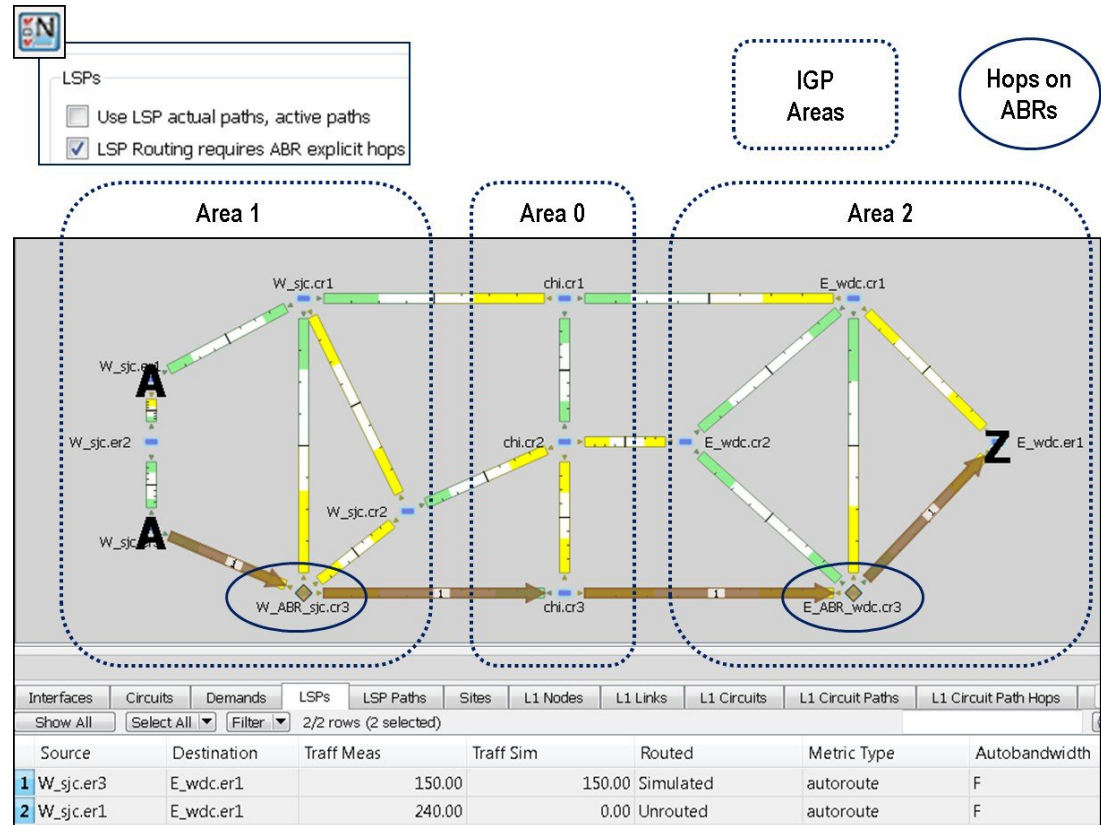 N
LSPs
Use LSP actual paths, active paths
LSP Routing requires ABR explicit hops
IGP
Areas
Hops on
ABRs
Area 1
Area 0
Area 2
W_sjc.cr1
chi.cr1
E_wdc.cr1
W_sjc.er1
A
W_sjc.er2
chi.cr2
E_wdc.cr2
Z
E_wdc.er1
W_sjc.cr2
A
1
1
W_ABR_sjc.cr3
1
chi.cr3
1
E_ABR_wdc.cr3
Interfaces Circuits Demands LSPs LSP Paths Sites L1 Nodes L1 Links L1 Circuits L1 Circuit Paths L1 Circuit Path Hops
Show All Select All Filter 2/2 rows (2 selected)
Source Destination Traff Meas Traff Sim Routed Metric Type Autobandwidth
1 W_sjc.er3 E_wdc.er1 150.00 150.00 Simulated autoroute F
2 W_sjc.er1 E_wdc.er1 240.00 0.00 Unrouted autoroute F